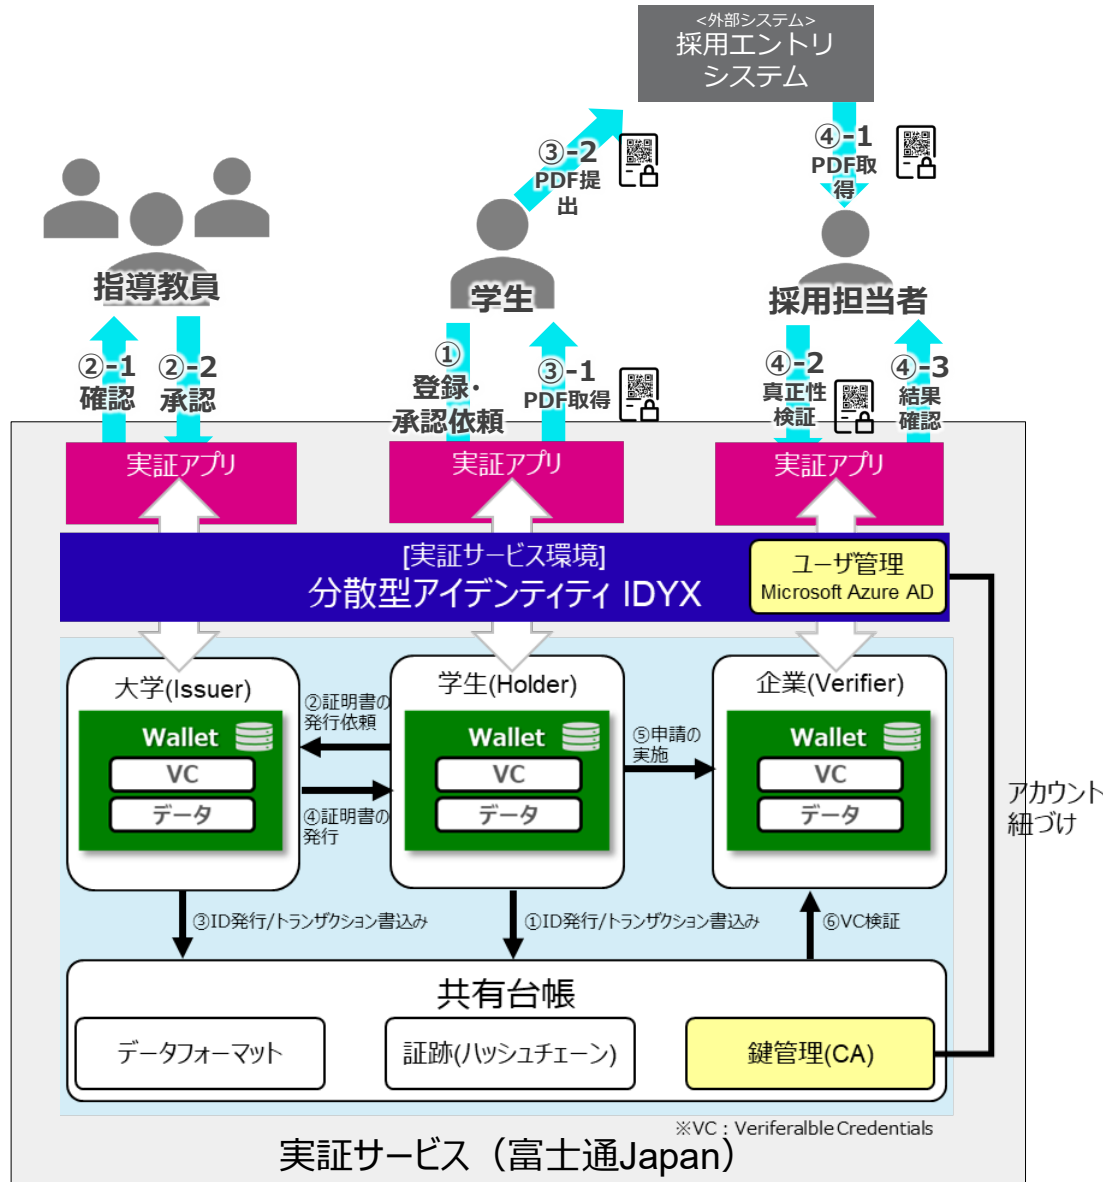 <外部システム>
採用エントリ
システム
③-2
PDF提
出
④-1
PDF取
得
指導教員
学生
採用担当者
②-1
確認
②-2
承認
①
登録・
承認依頼
③-1
PDF取得
④-2
真正性
検証
④-3
結果
確認
実証アプリ
実証アプリ
実証アプリ
[実証サービス環境]
分散型アイデンティティ IDYX
ユーザ管理
Microsoft Azure AD
大学(Issuer)
Wallet
VC
データ
②証明書の
発行依頼
④証明書の
発行
学生(Holder)
Wallet
VC
データ
⑤申請の
実施
企業(Verifier)
Wallet
VC
データ
アカウント
紐づけ
③ID発行/トランザクション書込み
①ID発行/トランザクション書込み
⑥VC検証
共有台帳
データフォーマット
証跡(ハッシュチェーン)
鍵管理(CA)
※VC：Veriferalble Credentials
実証サービス（富士通Japan）